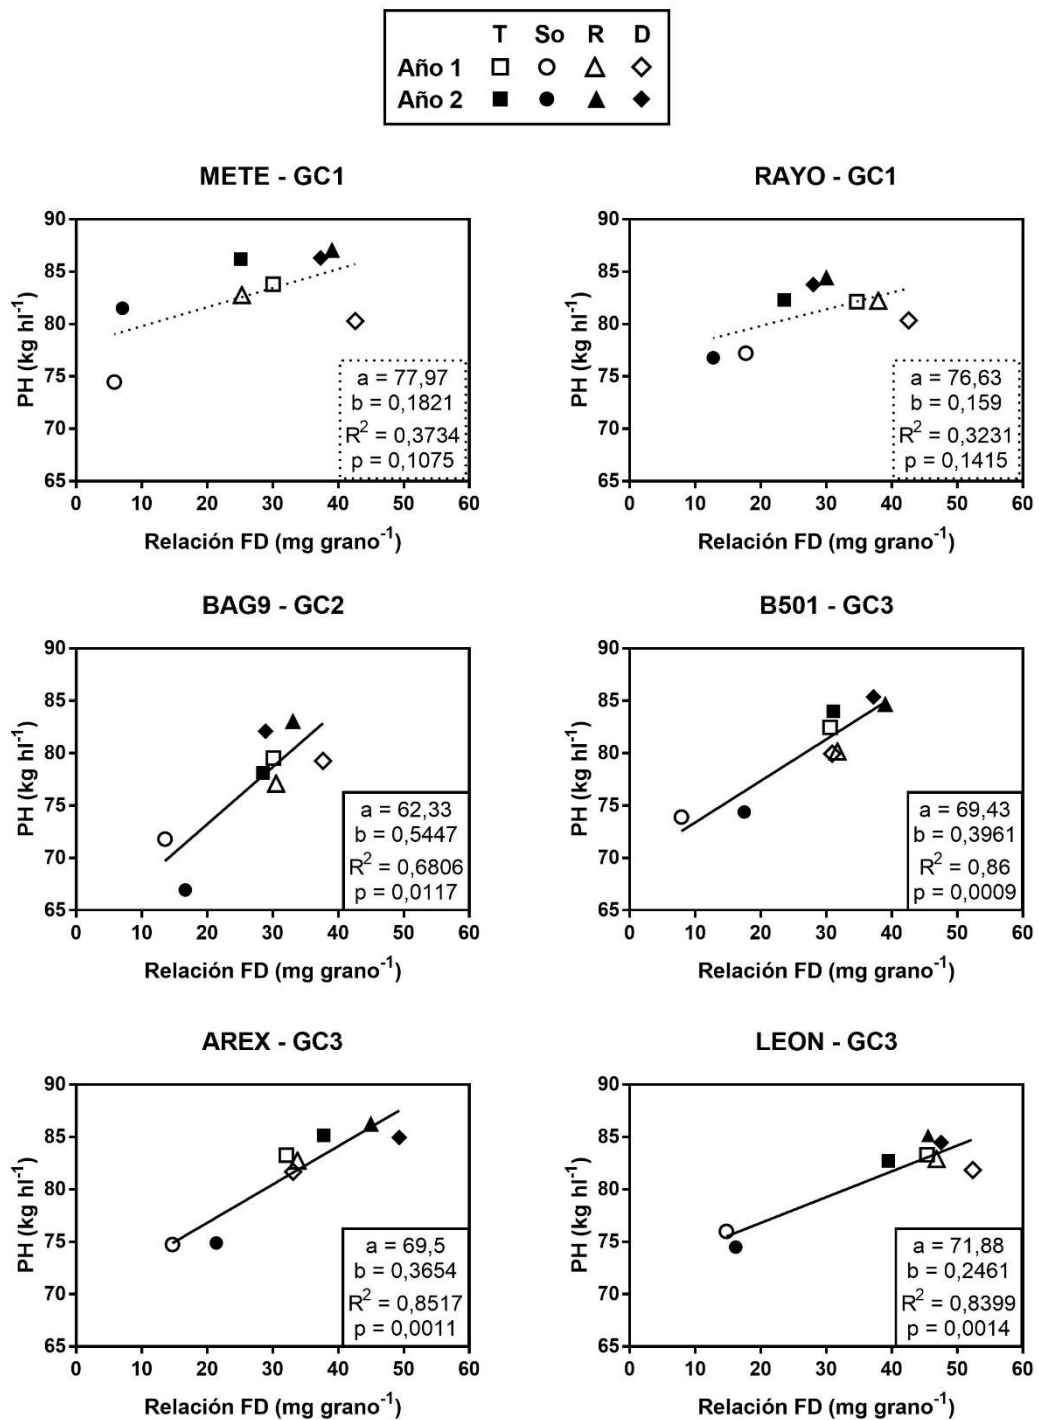 T So R D
Año 1
Año 2
METE - GC1
90
85
80
75
70
65
PH (kg hl⁻¹)
a = 77,97
b = 0,1821
R² = 0,3734
p = 0,1075
0 10 20 30 40 50 60
Relación FD (mg grano⁻¹)
RAYO - GC1
90
85
80
75
70
65
PH (kg hl⁻¹)
a = 76,63
b = 0,159
R² = 0,3231
p = 0,1415
0 10 20 30 40 50 60
Relación FD (mg grano⁻¹)
BAG9 - GC2
90
85
80
75
70
65
PH (kg hl⁻¹)
a = 62,33
b = 0,5447
R² = 0,6806
p = 0,0117
0 10 20 30 40 50 60
Relación FD (mg grano⁻¹)
B501 - GC3
90
85
80
75
70
65
PH (kg hl⁻¹)
a = 69,43
b = 0,3961
R² = 0,86
p = 0,0009
0 10 20 30 40 50 60
Relación FD (mg grano⁻¹)
AREX - GC3
90
85
80
75
70
65
PH (kg hl⁻¹)
a = 69,5
b = 0,3654
R² = 0,8517
p = 0,0011
0 10 20 30 40 50 60
Relación FD (mg grano⁻¹)
LEON - GC3
90
85
80
75
70
65
PH (kg hl⁻¹)
a = 71,88
b = 0,2461
R² = 0,8399
p = 0,0014
0 10 20 30 40 50 60
Relación FD (mg grano⁻¹)